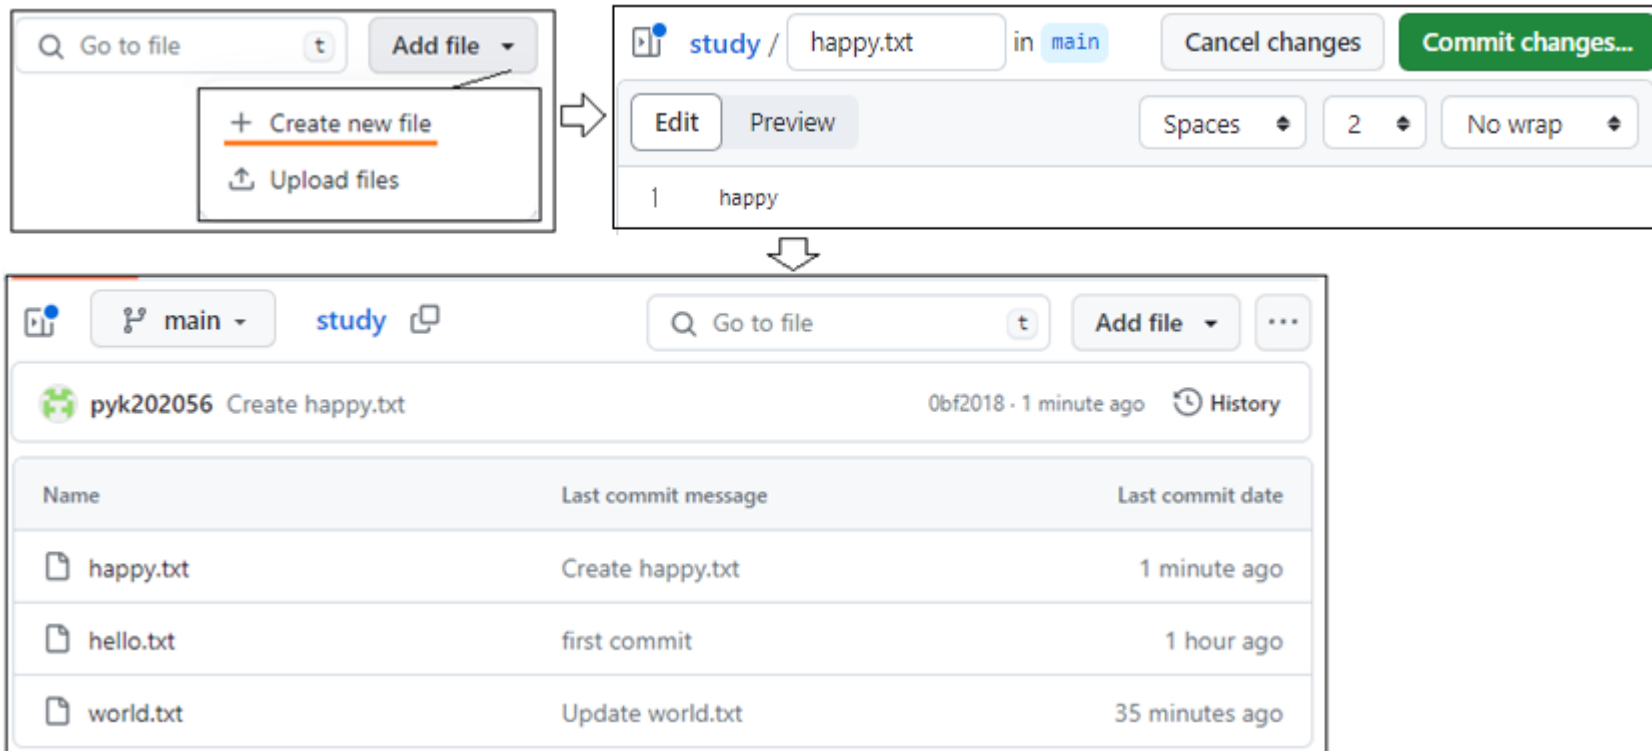 Go to file t Add file
+ Create new file
Upload files
study / happy.txt in main Cancel changes Commit changes...
Edit Preview Spaces 2 No wrap
1 happy
main study Go to file t Add file ...
pyk202056 Create happy.txt 0bf2018 · 1 minute ago History
Name Last commit message Last commit date
happy.txt Create happy.txt 1 minute ago
hello.txt first commit 1 hour ago
world.txt Update world.txt 35 minutes ago